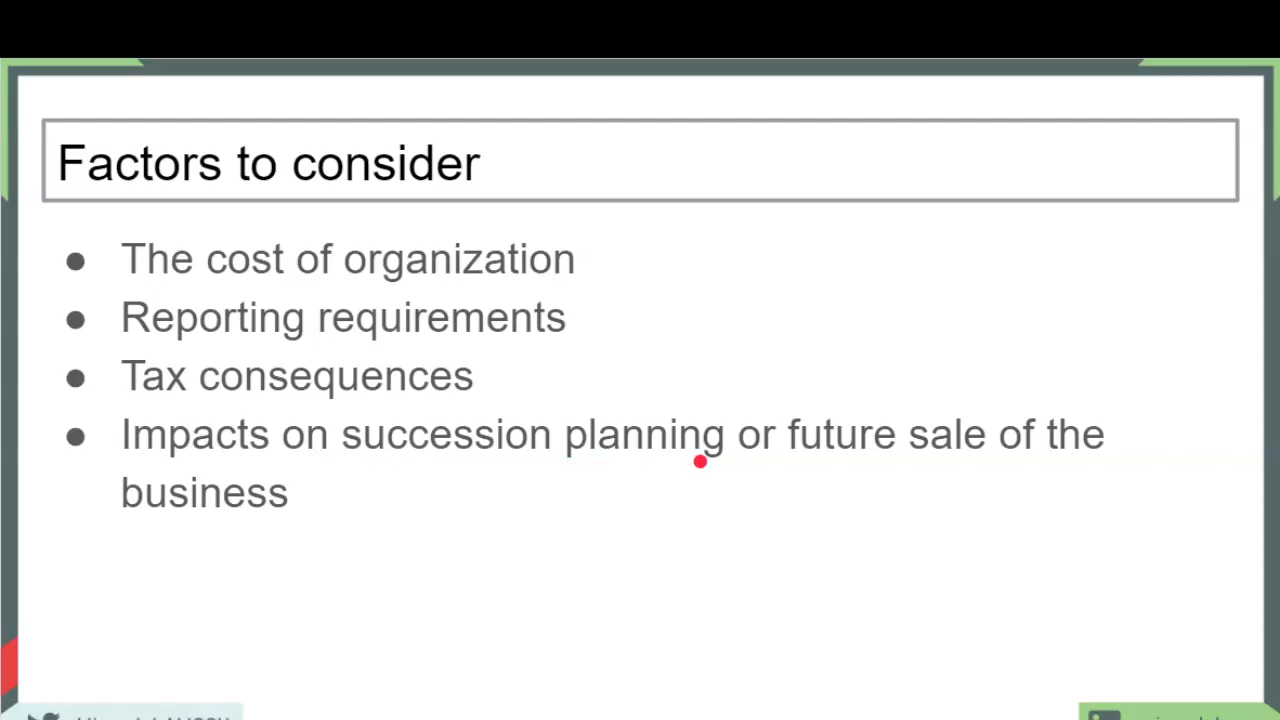 Factors to consider
● The cost of organization
● Reporting requirements
● Tax consequences
● Impacts on succession planning or future sale of the
business